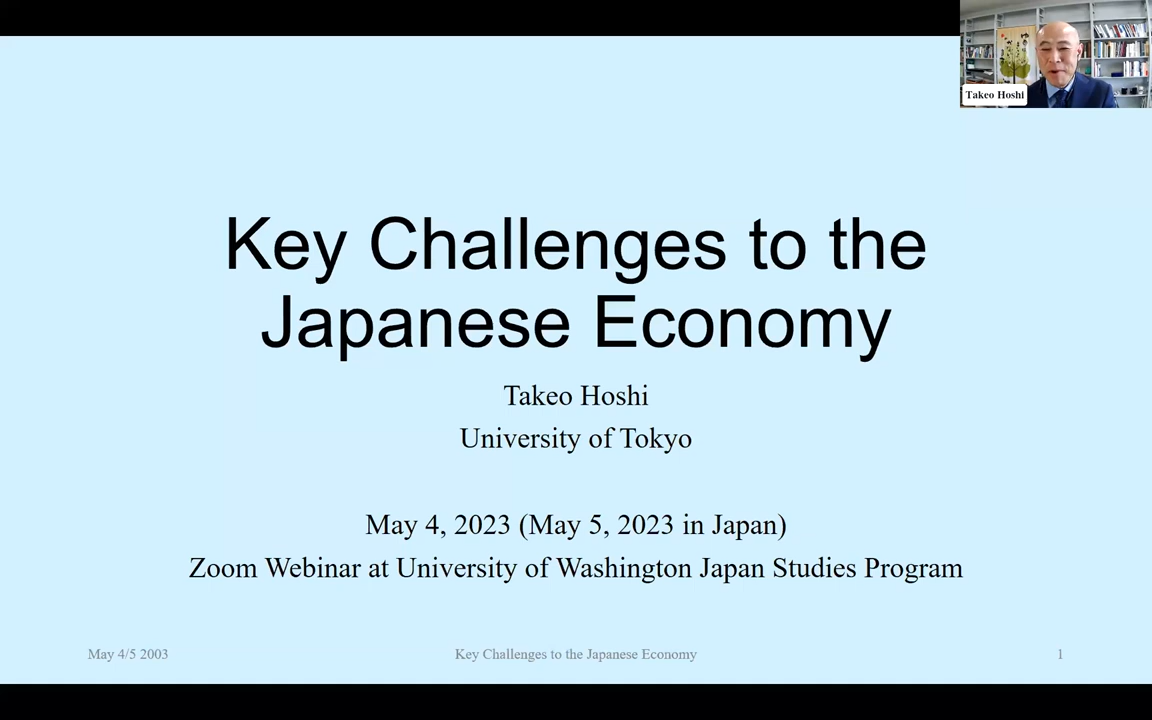 Takeo Hoshi
Key Challenges to the
Japanese Economy
Takeo Hoshi
University of Tokyo
May 4, 2023 (May 5, 2023 in Japan)
Zoom Webinar at University of Washington Japan Studies Program
May 4/5 2003
Key Challenges to the Japanese Economy
1